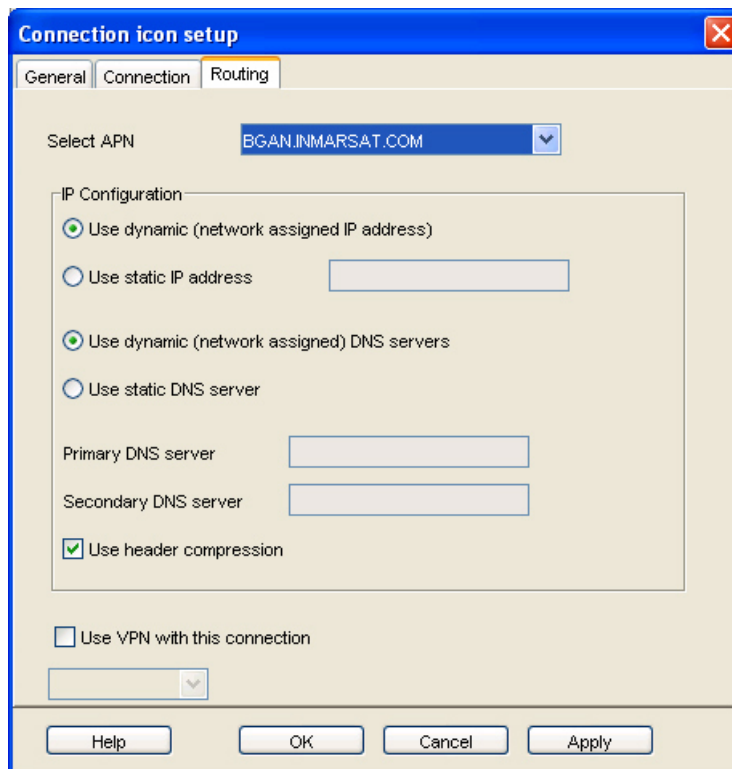 Connection icon setup
General Connection Routing
Select APN BGAN.INMARSAT.COM
IP Configuration
Use dynamic (network assigned IP address)
Use static IP address
Use dynamic (network assigned) DNS servers
Use static DNS server
Primary DNS server
Secondary DNS server
Use header compression
Use VPN with this connection
Help OK Cancel Apply